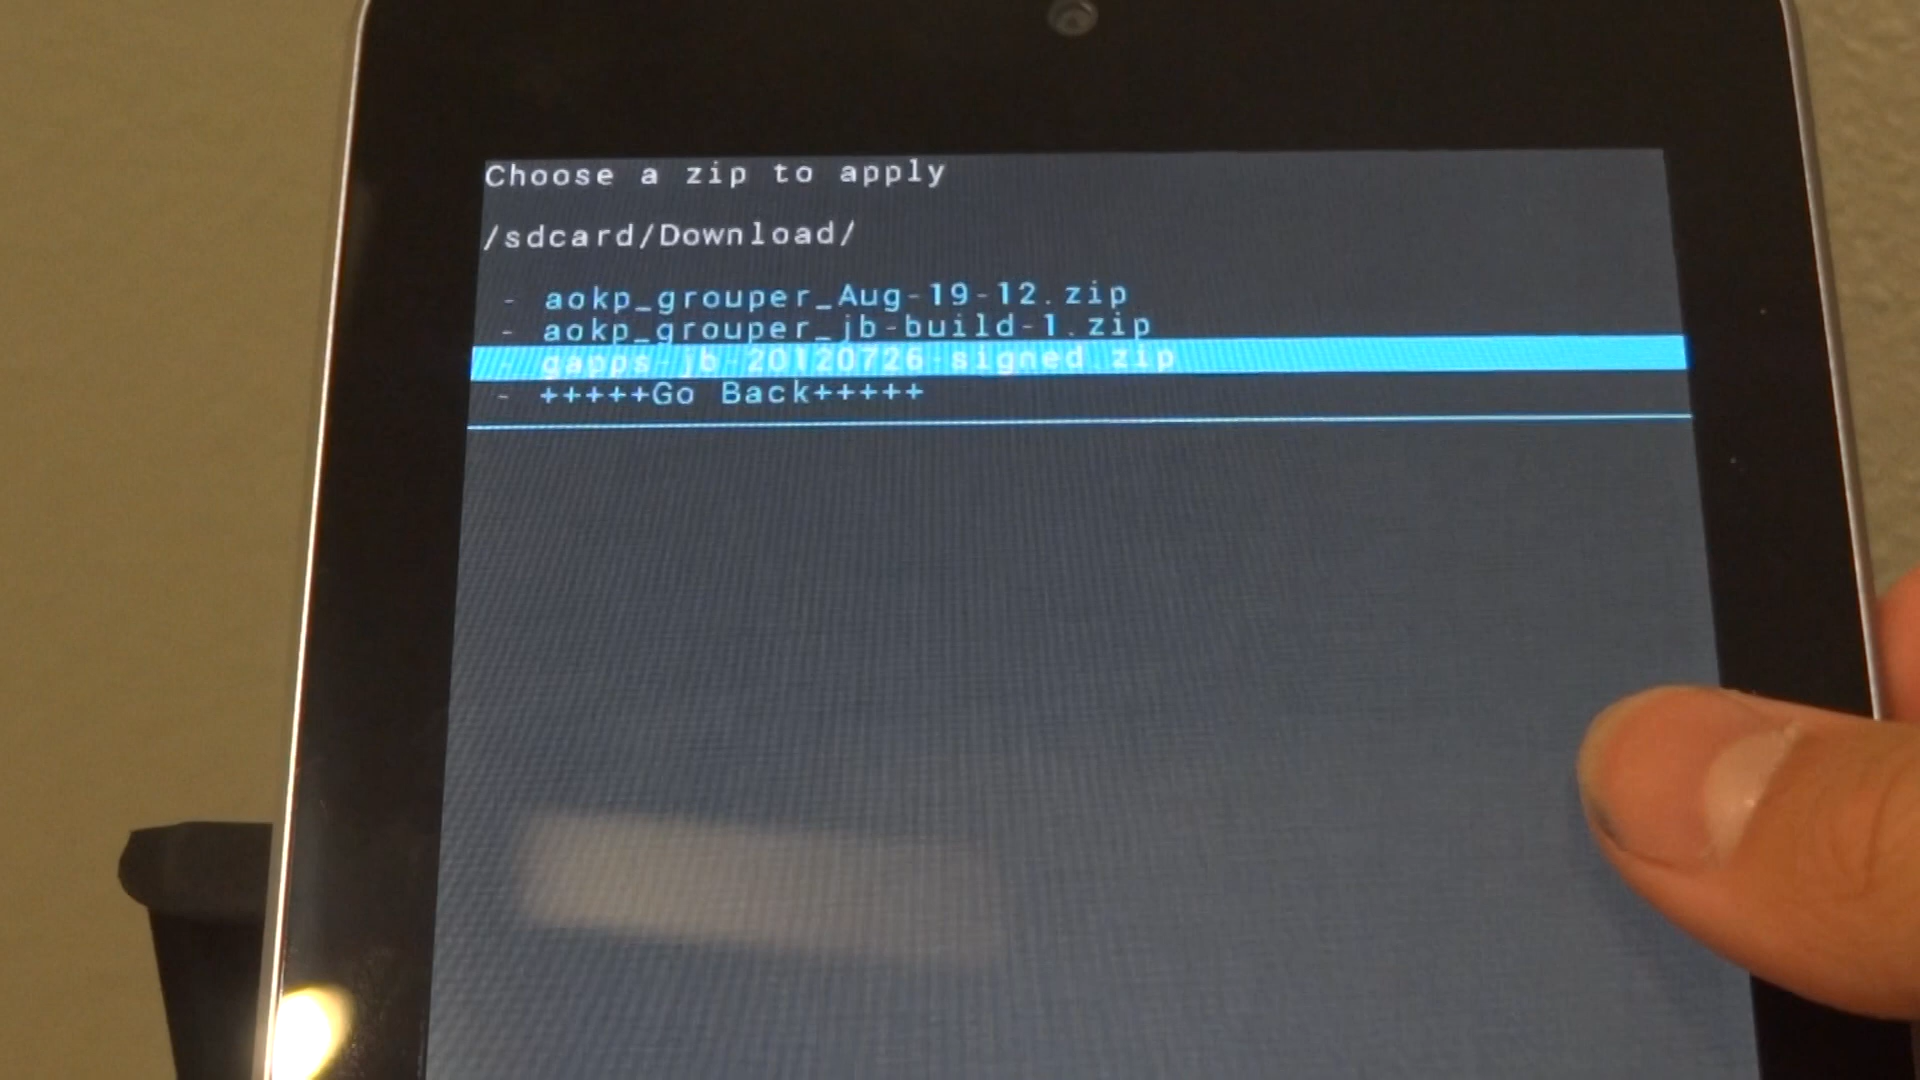 Choose a zip to apply
/sdcard/Download/
- aokp_grouper_Aug-19-12.zip
- aokp_grouper_jb-build-1.zip
- gapps-jb-20120726-signed.zip
- +++++Go Back+++++